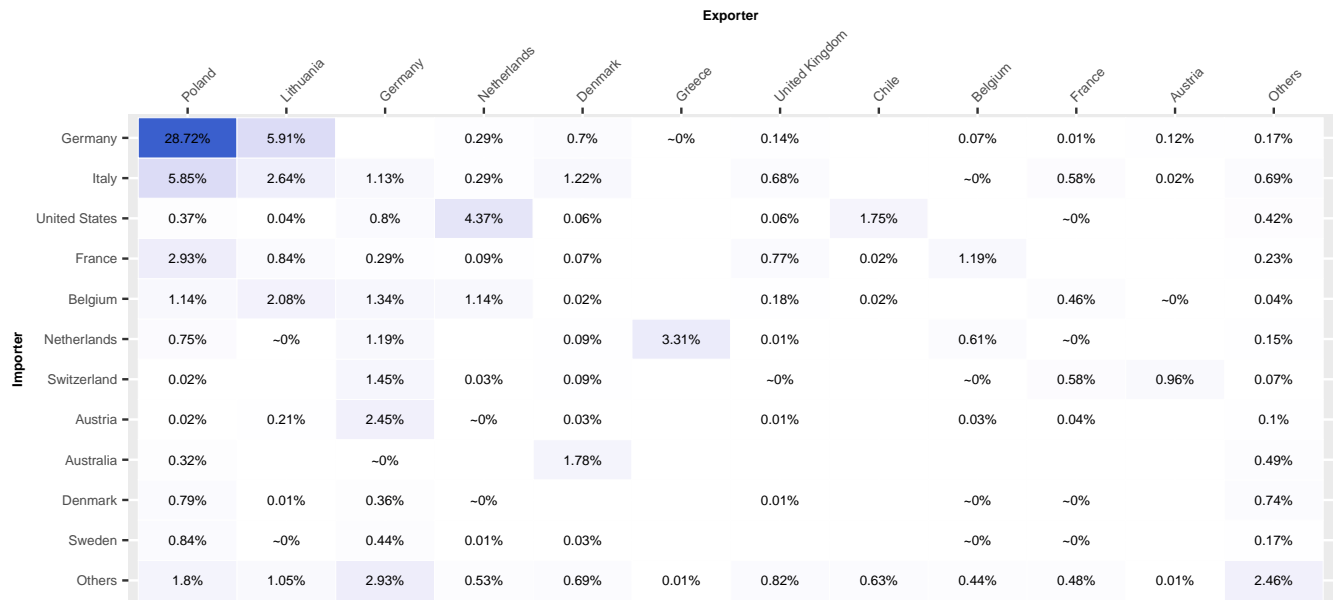 Exporter
Poland Lithuania Germany Netherlands Denmark Greece United Kingdom Chile Belgium France Austria Others
Importer
Germany 28.72% 5.91% 0.29% 0.7% ~0% 0.14% 0.07% 0.01% 0.12% 0.17%
Italy 5.85% 2.64% 1.13% 0.29% 1.22% 0.68% ~0% 0.58% 0.02% 0.69%
United States 0.37% 0.04% 0.8% 4.37% 0.06% 0.06% 1.75% ~0% 0.42%
France 2.93% 0.84% 0.29% 0.09% 0.07% 0.77% 0.02% 1.19% 0.23%
Belgium 1.14% 2.08% 1.34% 1.14% 0.02% 0.18% 0.02% 0.46% ~0% 0.04%
Netherlands 0.75% ~0% 1.19% 0.09% 3.31% 0.01% 0.61% ~0% 0.15%
Switzerland 0.02% 1.45% 0.03% 0.09% ~0% ~0% 0.58% 0.96% 0.07%
Austria 0.02% 0.21% 2.45% ~0% 0.03% 0.01% 0.03% 0.04% 0.1%
Australia 0.32% ~0% 1.78% 0.49%
Denmark 0.79% 0.01% 0.36% ~0% 0.01% ~0% ~0% 0.74%
Sweden 0.84% ~0% 0.44% 0.01% 0.03% ~0% ~0% 0.17%
Others 1.8% 1.05% 2.93% 0.53% 0.69% 0.01% 0.82% 0.63% 0.44% 0.48% 0.01% 2.46%